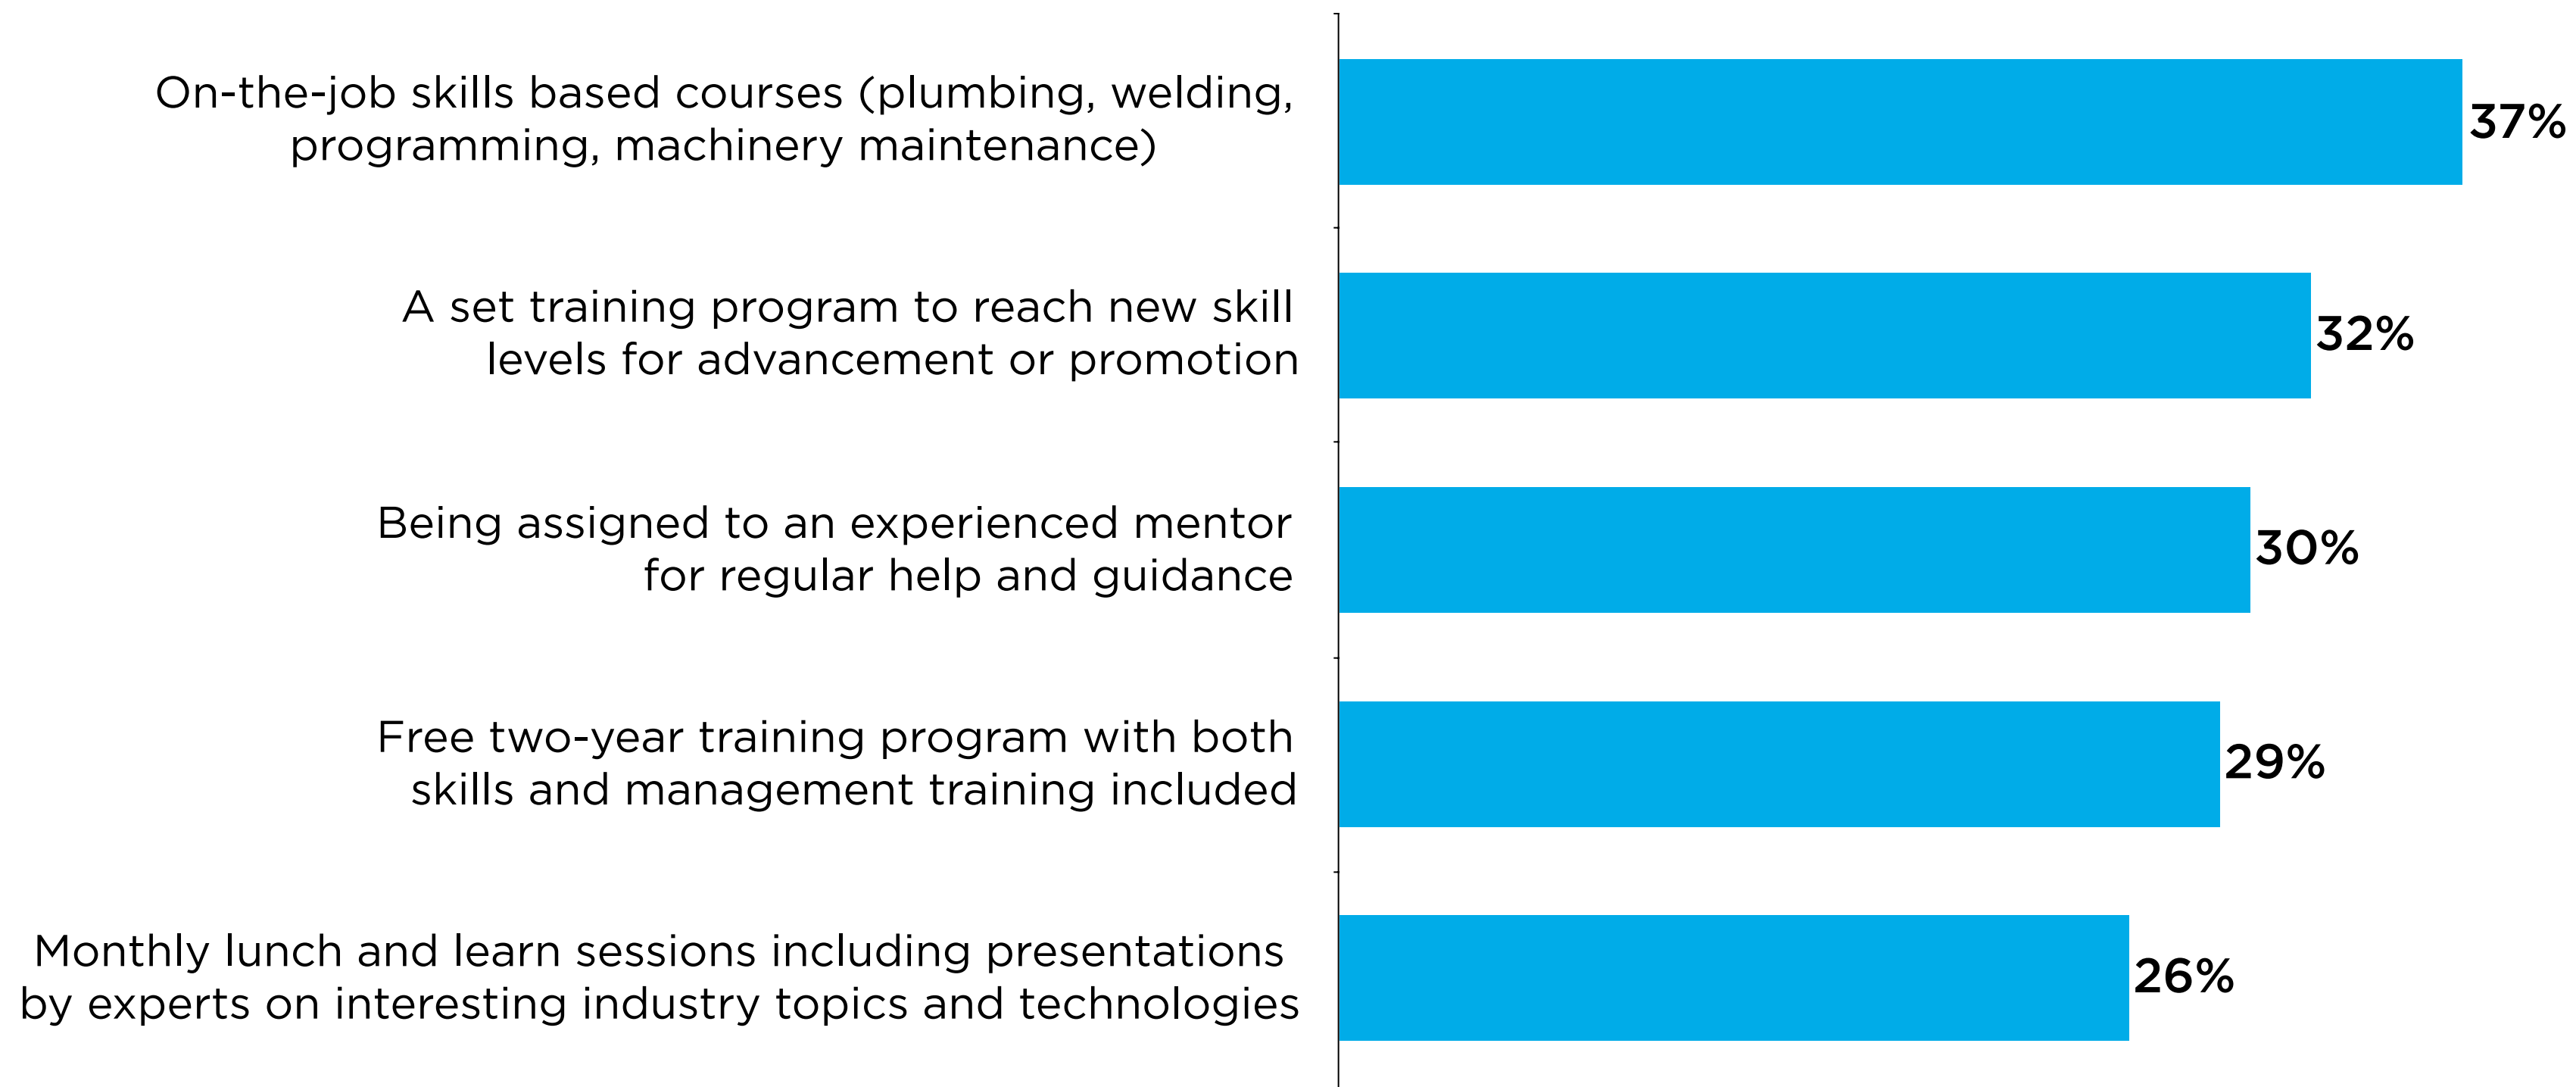 On-the-job skills based courses (plumbing, welding,
programming, machinery maintenance)
37%
A set training program to reach new skill
levels for advancement or promotion
32%
Being assigned to an experienced mentor
for regular help and guidance
30%
Free two-year training program with both
skills and management training included
29%
Monthly lunch and learn sessions including presentations
by experts on interesting industry topics and technologies
26%